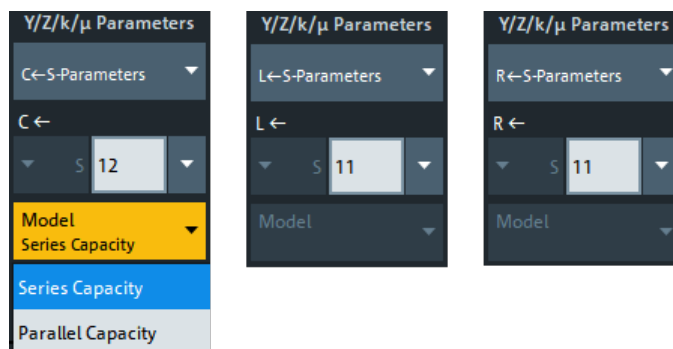 Y/Z/k/µ Parameters
C←S-Parameters
C ←
S 12
Model
Series Capacity
Series Capacity
Parallel Capacity
Y/Z/k/µ Parameters
L←S-Parameters
L ←
S 11
Model
Y/Z/k/µ Parameters
R←S-Parameters
R ←
S 11
Model